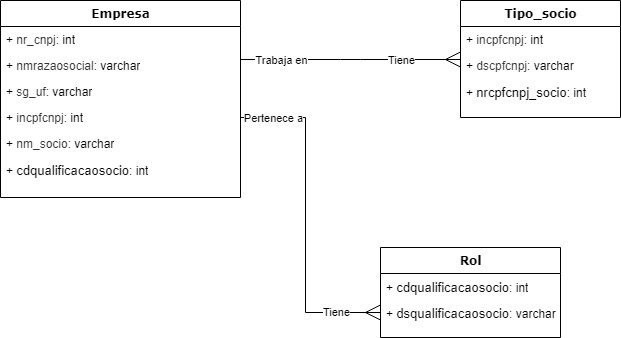 Empresa
+ nr_cnpj: int
+ nmrazaosocial: varchar
+ sg_uf: varchar
+ incpfcnpj: int
+ nm_socio: varchar
+ cdqualificacaosocio: int
Trabaja en
Tiene
Tipo_socio
+ incpfcnpj: int
+ dscpfcnpj: varchar
+ nrcpfcnpj_socio: int
Pertenece a
Tiene
Rol
+ cdqualificacaosocio: int
+ dsqualificacaosocio: varchar